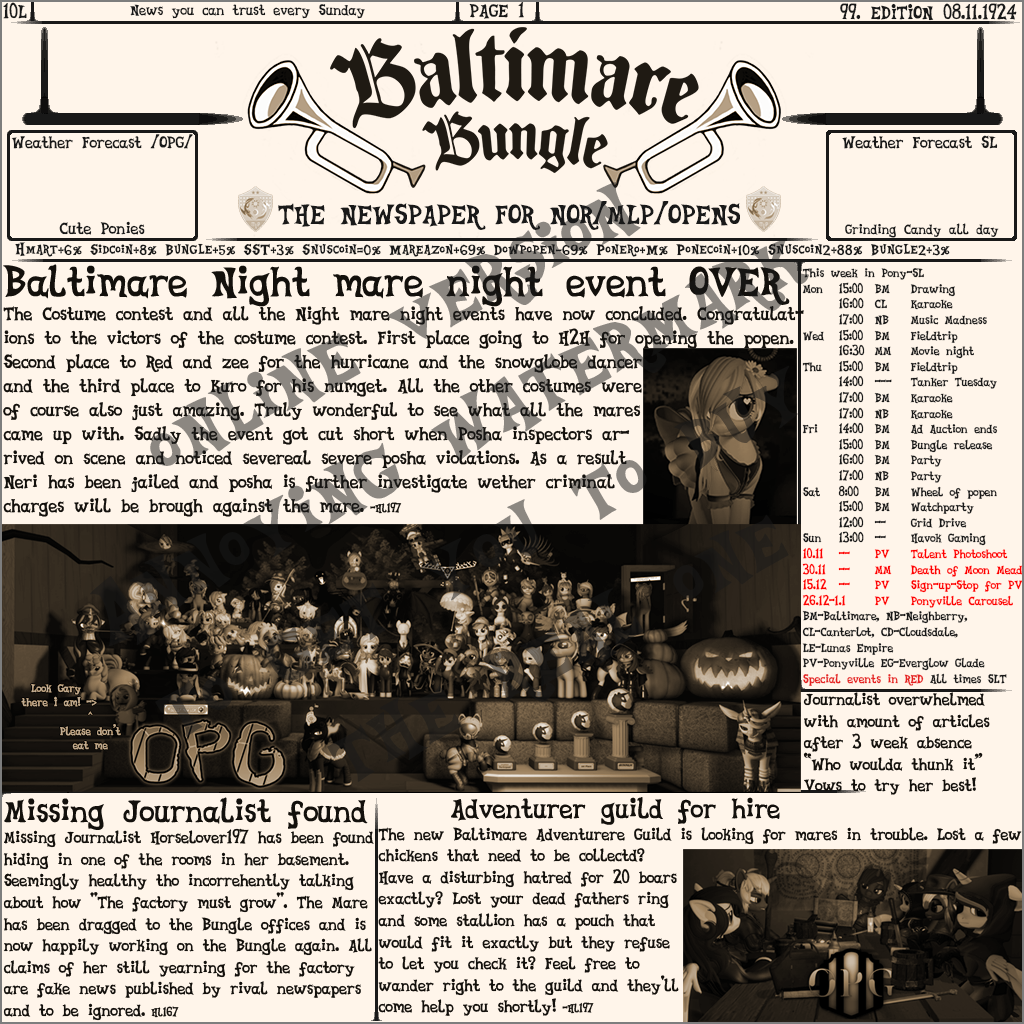 10L
News you can trust every Sunday
PAGE 1
99. EDITION 08.11.1924
Baltimare
Bungle
THE NEWSPAPER FOR NOR/MLP/OPENS
Weather Forecast /OPG/
Cute Ponies
Weather Forecast SL
Grinding Candy all day
HMART+6% SIDCOIN+8% BUNGLE+5% SST+3% SNUSCOIN=0% MAREAZON+69% DOWPOPEN-69% PONERO+M% PONECOIN+10% SNUSCOIN2+88% BUNGLE2+3%
Baltimare Night mare night event OVER
The Costume contest and all the Night mare night events have now concluded. Congratulat-
ions to the victors of the costume contest. First place going to H2H for opening the popen.
Second place to Red and zee for the hurricane and the snowglobe dancer
and the third place to Kuro for his numget. All the other costumes were
of course also just amazing. Truly wonderful to see what all the mares
came up with. Sadly the event got cut short when Posha inspectors ar-
rived on scene and noticed severeal severe posha violations. As a result
Neri has been jailed and posha is further investigate wether criminal
charges will be brough against the mare. -HL197
ONLINE VERSION
WATERMARK
Look Gary
there I am! ->
Please don't
eat me
OPG
This week in Pony-SL
Mon 15:00 BM Drawing
16:00 CL Karaoke
17:00 NB Music Madness
Wed 15:00 BM Fieldtrip
16:30 MM Movie night
Thu 15:00 BM Fieldtrip
14:00 --- Tanker Tuesday
17:00 BM Karaoke
17:00 NB Karaoke
Fri 14:00 BM Ad Auction ends
15:00 BM Bungle release
16:00 BM Party
17:00 NB Party
Sat 8:00 BM Wheel of popen
15:00 BM Watchparty
12:00 -- Grid Drive
Sun 13:00 -- Havok Gaming
10.11 -- PV Talent Photoshoot
30.11 -- MM Death of Moon Mead
15.12 -- PV Sign-up-Stop for PV
26.12-1.1 PV Ponyville Carousel
BM-Baltimare, NB-Neighberry,
CL-Canterlot, CD-Cloudsdale,
LE-Lunas Empire
PV-Ponyville EG-Everglow Glade
Special events in RED All times SLT
Journalist overwhelmed
with amount of articles
after 3 week absence
"Who woulda thunk it"
Vows to try her best!
Missing Journalist found
Missing Journalist Horselover197 has been found
hiding in one of the rooms in her basement.
Seemingly healthy tho incorrehently talking
about how "The factory must grow". The Mare
has been dragged to the Bungle offices and is
now happily working on the Bungle again. All
claims of her still yearning for the factory
are fake news published by rival newspapers
and to be ignored. HL167
Adventurer guild for hire
The new Baltimare Adventurere Guild is looking for mares in trouble. Lost a few
chickens that need to be collectd?
Have a disturbing hatred for 20 boars
exactly? Lost your dead fathers ring
and some stallion has a pouch that
would fit it exactly but they refuse
to let you check it? Feel free to
wander right to the guild and they'll
come help you shortly! -HL197
OPG